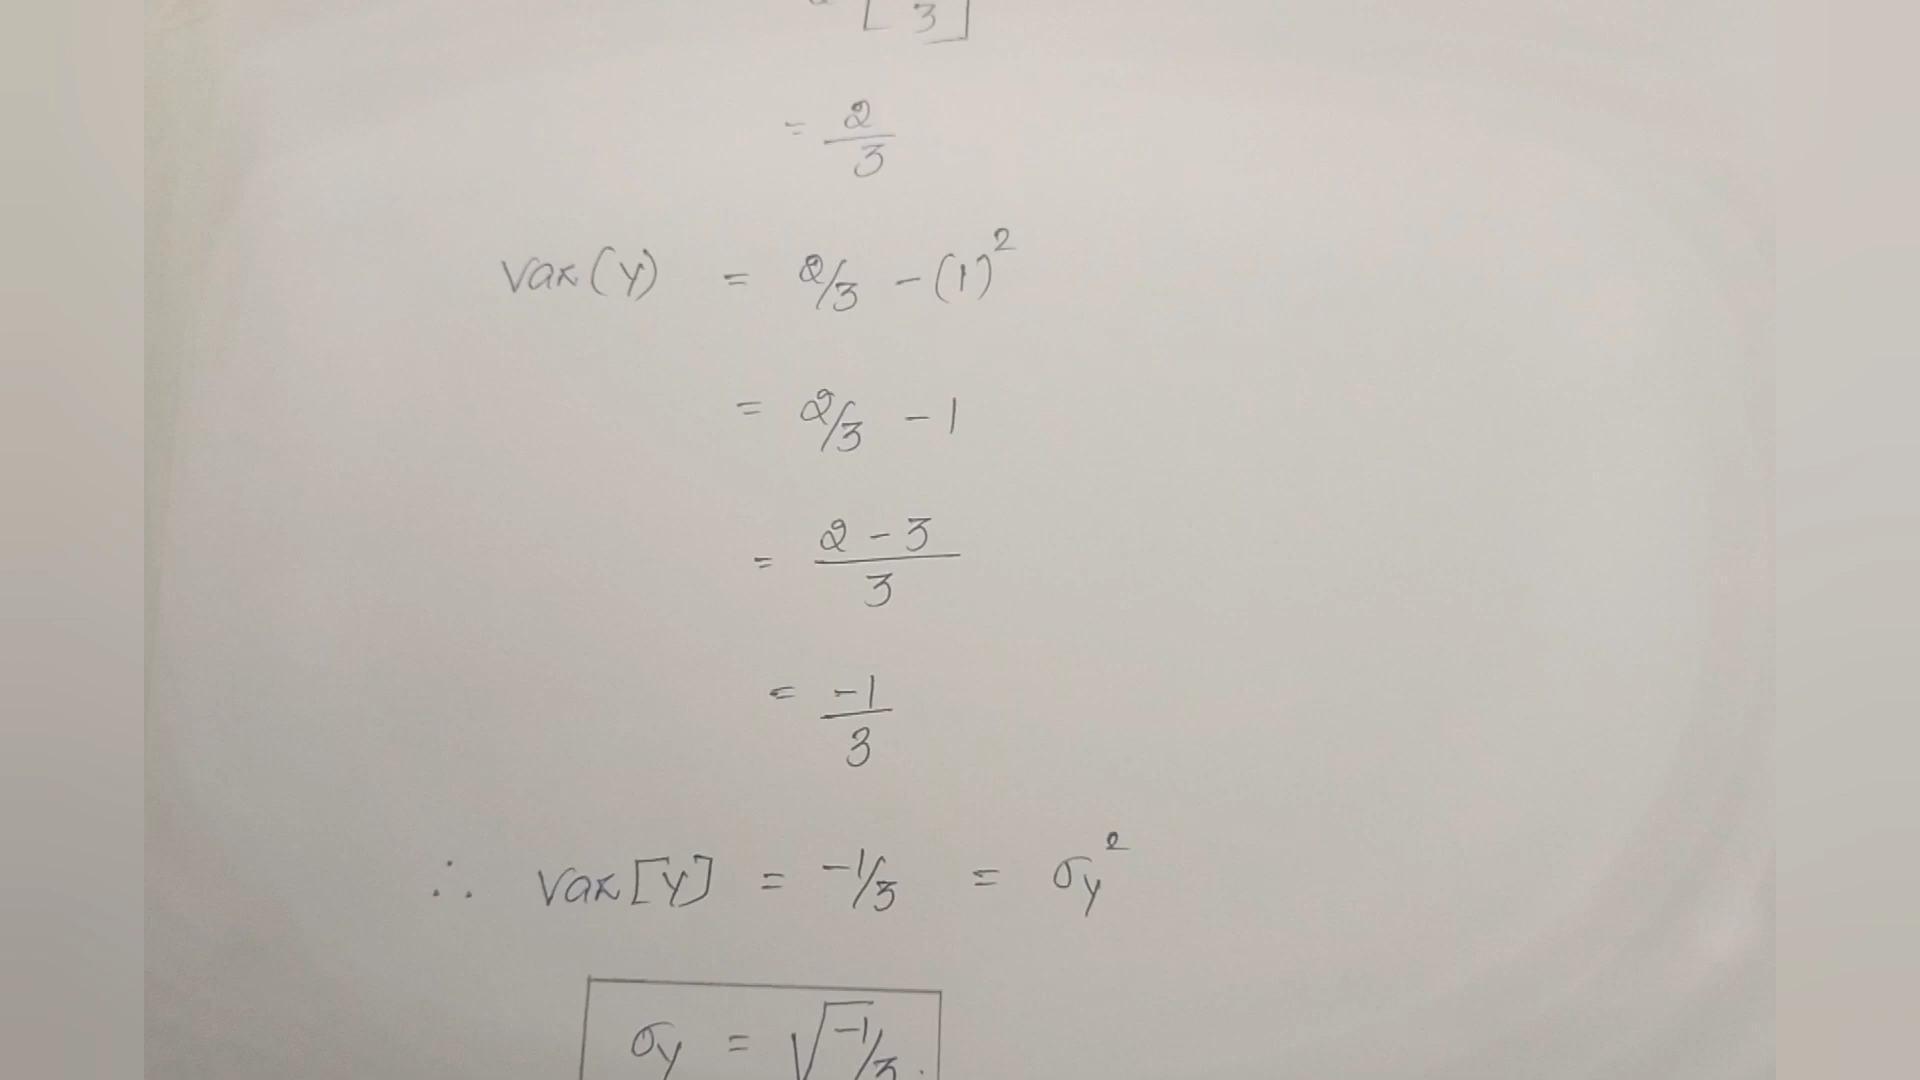 [ 3 ]
= 2/3
Var(Y) = 2/3 - (1)²
= 2/3 - 1
= (2 - 3)/3
= -1/3
∴ Var[Y] = -1/3 = σy²
σy = √-1/3.